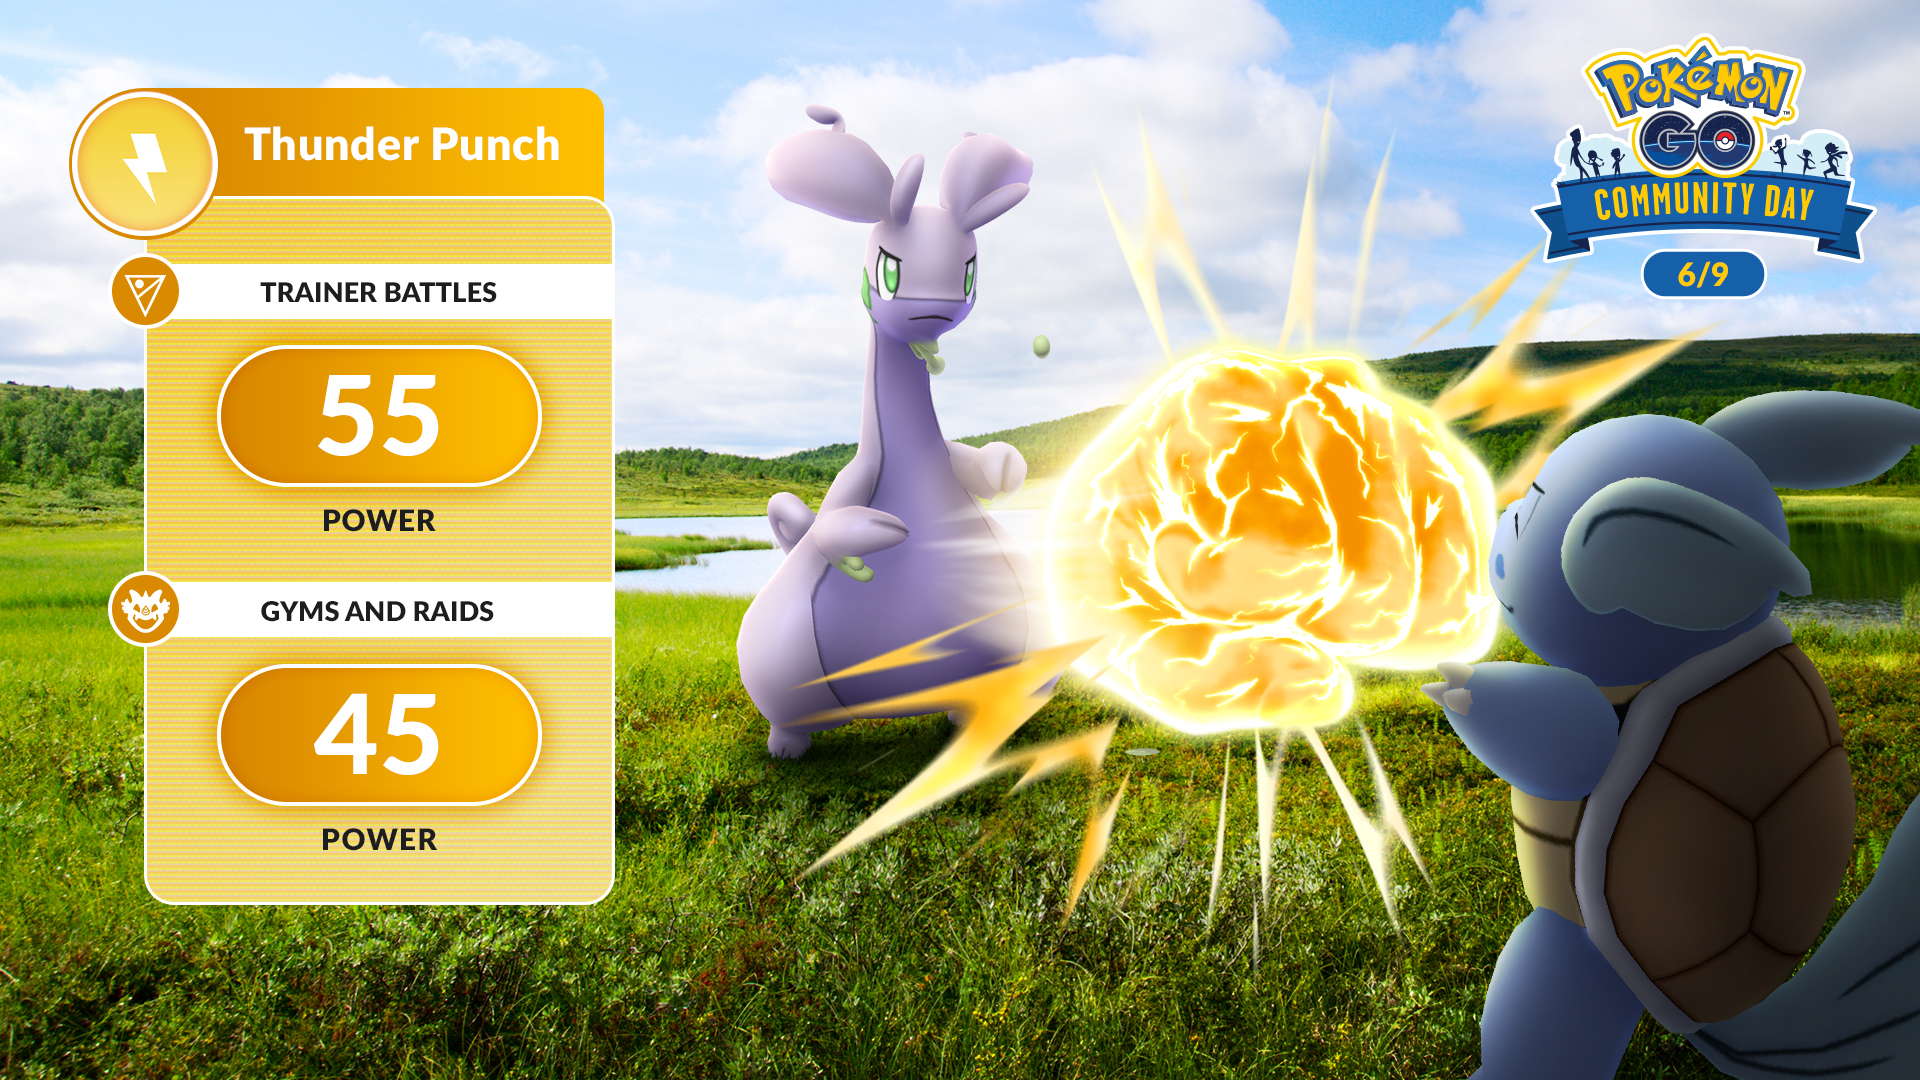 Thunder Punch
TRAINER BATTLES
55
POWER
GYMS AND RAIDS
45
POWER
POKéMON
GO
COMMUNITY DAY
6/9